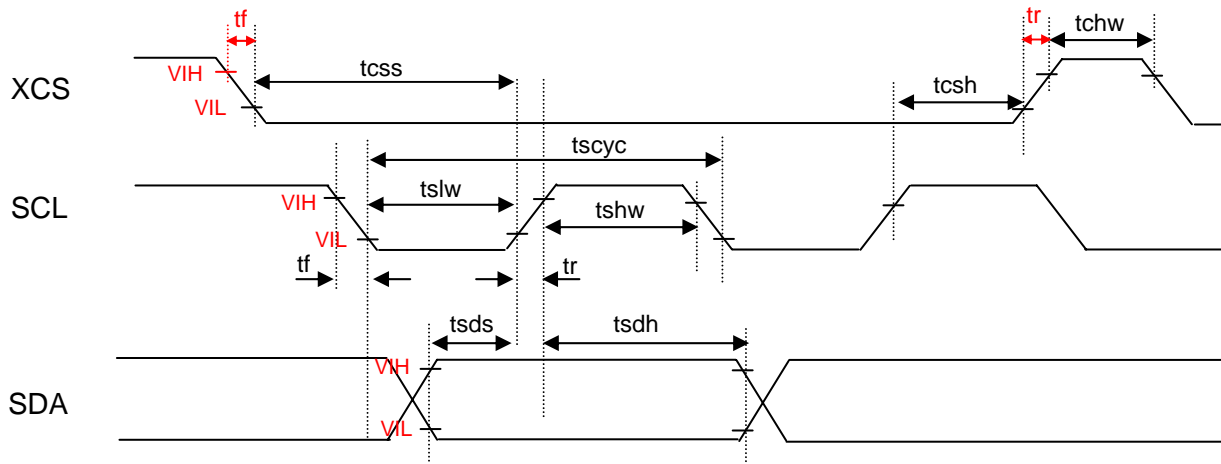 tf
tr
tchw
tcss
VIH
XCS
tcsh
VIL
tscyc
tslw
VIH
SCL
tshw
VIL
tf
tr
tsds
tsdh
VIH
SDA
VIL